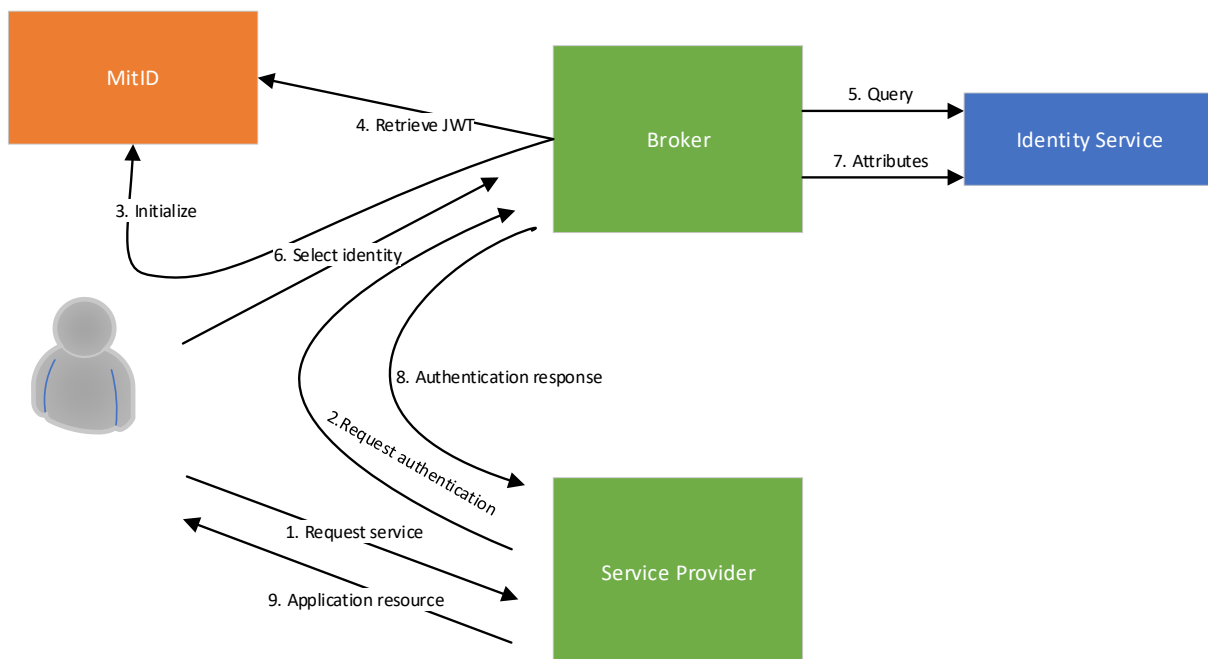 MitID
Broker
Identity Service
5. Query
7. Attributes
4. Retrieve JWT
3. Initialize
6. Select identity
8. Authentication response
2.Request authentication
1. Request service
9. Application resource
Service Provider